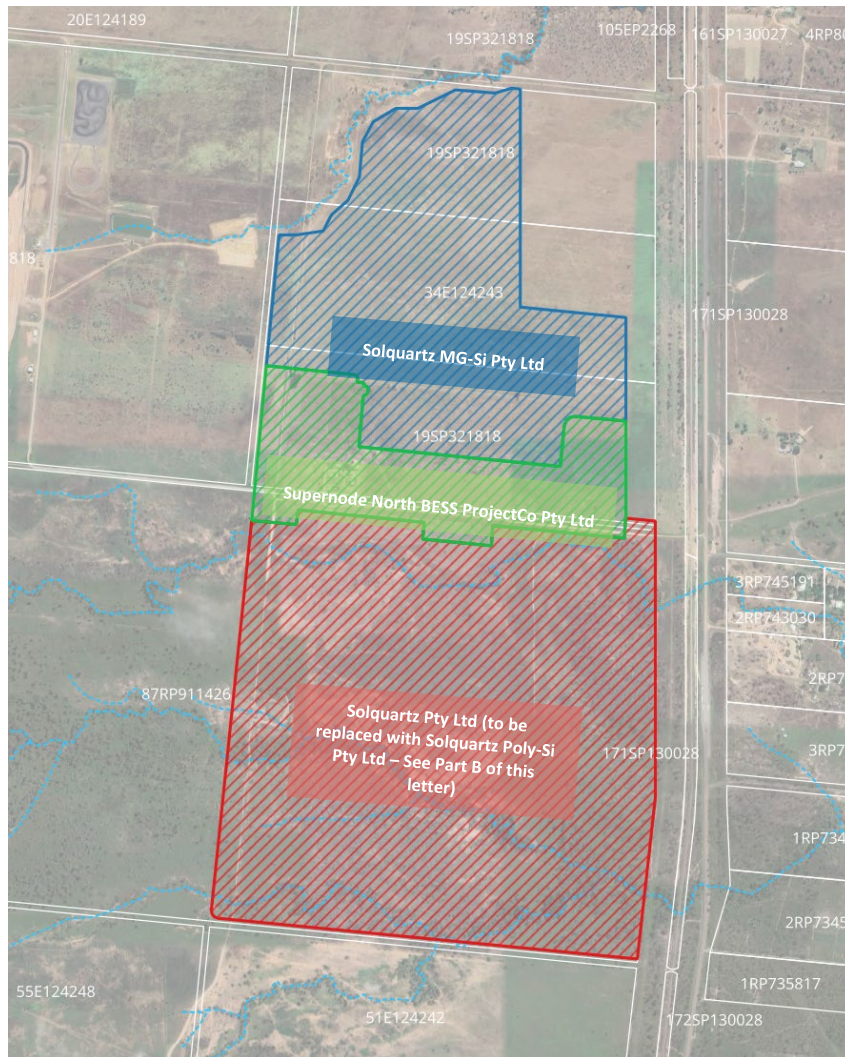 20E124189
19SP321818
105EP2268
161SP130027
4RP80
19SP321818
818
34E124243
171SP130028
Solquartz MG-Si Pty Ltd
19SP321818
Supernode North BESS ProjectCo Pty Ltd
3RP745191
2RP743030
2RP7
87RP911426
Solquartz Pty Ltd (to be
replaced with Solquartz Poly-Si
Pty Ltd – See Part B of this
letter)
171SP130028
3RP7
1RP734
2RP7345
1RP735817
55E124248
51E124242
172SP130028